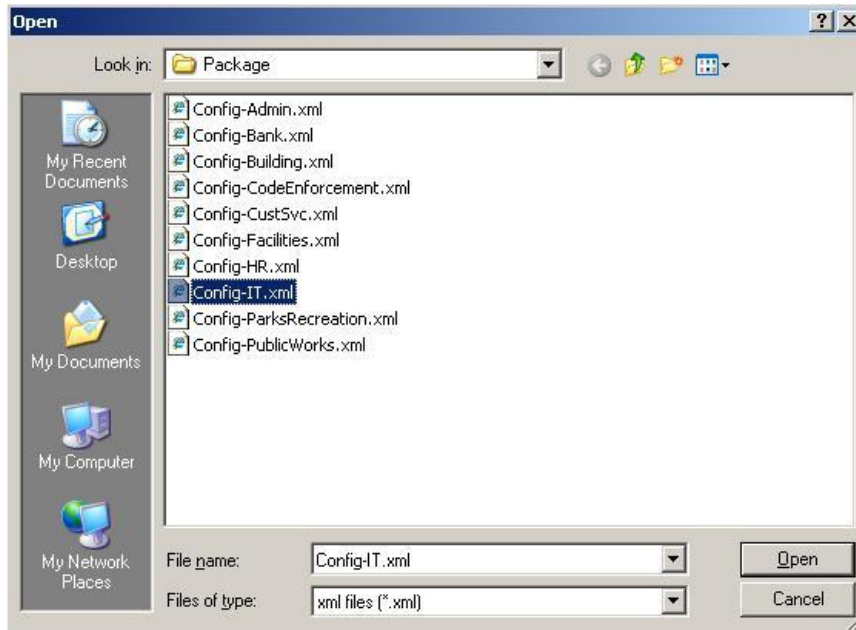 Open
Look in: Package
My Recent
Documents
Desktop
My Documents
My Computer
My Network
Places
Config-Admin.xml
Config-Bank.xml
Config-Building.xml
Config-CodeEnforcement.xml
Config-CustSvc.xml
Config-Facilities.xml
Config-HR.xml
Config-IT.xml
Config-ParksRecreation.xml
Config-PublicWorks.xml
File name: Config-IT.xml Open
Files of type: xml files (*.xml) Cancel